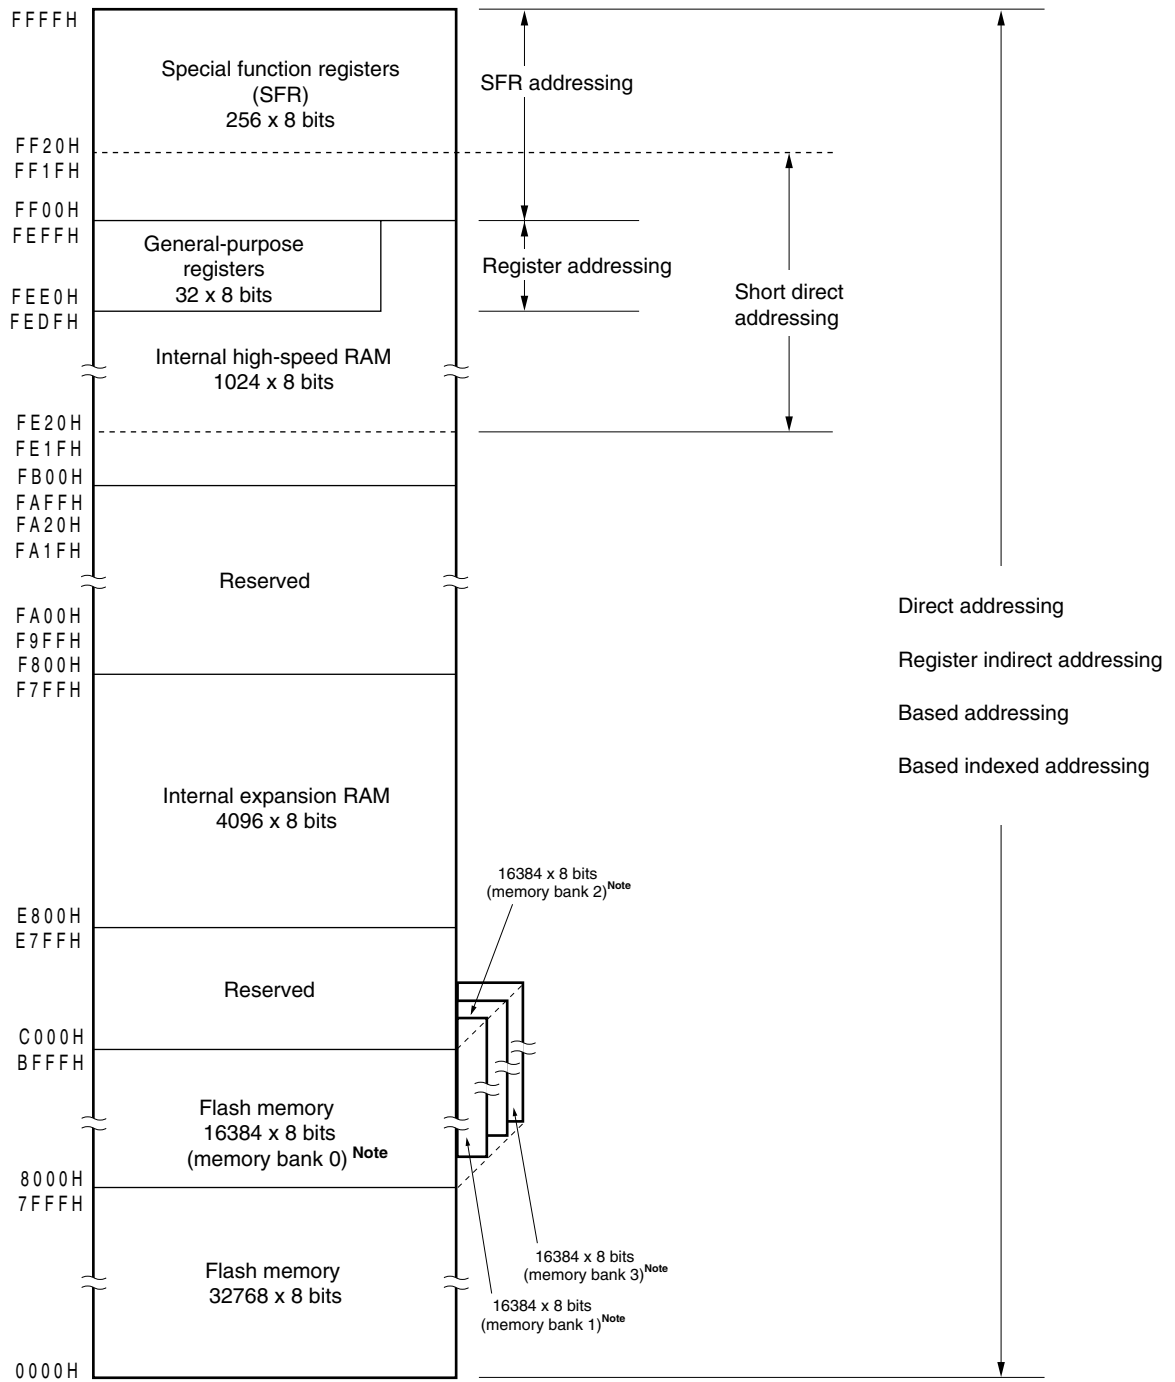 FFFFH
Special function registers
(SFR)
256 x 8 bits
SFR addressing
FF20H
FF1FH
FF00H
FEFFH
General-purpose
registers
32 x 8 bits
Register addressing
Short direct
addressing
FEE0H
FEDFH
Internal high-speed RAM
1024 x 8 bits
FE20H
FE1FH
FB00H
FAFFH
FA20H
FA1FH
Reserved
FA00H
F9FFH
F800H
F7FFH
Direct addressing
Register indirect addressing
Based addressing
Based indexed addressing
Internal expansion RAM
4096 x 8 bits
16384 x 8 bits
(memory bank 2)Note
E800H
E7FFH
Reserved
C000H
BFFFH
Flash memory
16384 x 8 bits
(memory bank 0) Note
8000H
7FFFH
Flash memory
32768 x 8 bits
16384 x 8 bits
(memory bank 3)Note
16384 x 8 bits
(memory bank 1)Note
0000H